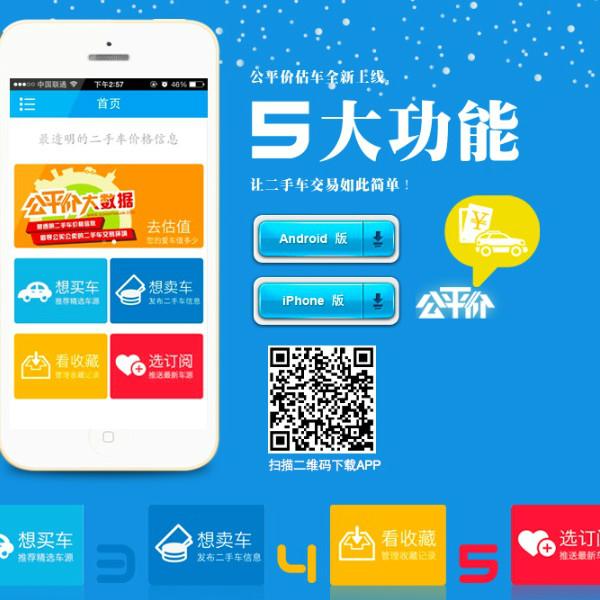 中国联通
下午2:57
46%
首页
最透明的二手车价格信息
公平价大数据
去估值
您的爱车值多少
想买车
推荐精选车源
想卖车
发布二手车信息
看收藏
管理收藏记录
选订阅
推送最新车源
公平价估车全新上线，
5大功能
让二手车交易如此简单！
Android 版
iPhone 版
¥
公平价
扫描二维码下载APP
想买车
推荐精选车源
3
想卖车
发布二手车信息
4
看收藏
管理收藏记录
5
选订阅
推送最新车